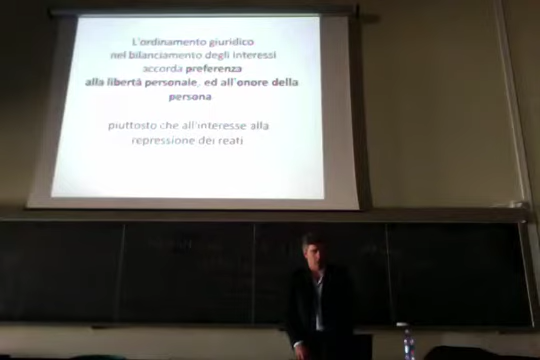 L'ordinamento giuridico
nel bilanciamento degli interessi
accorda preferenza
alla libertà personale, ed all'onore della
persona
piuttosto che all'interesse alla
repressione dei reati